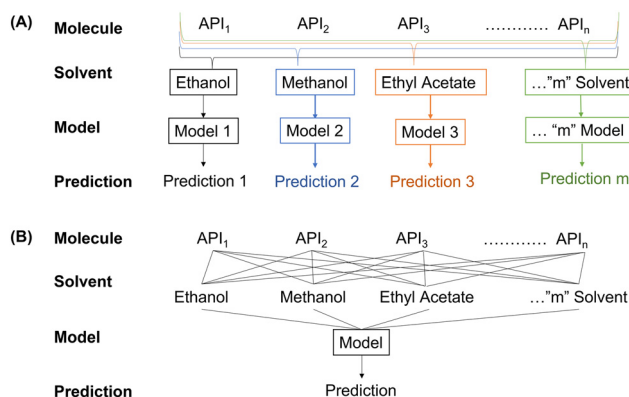 (A) Molecule API₁ API₂ API₃ ………… APIₙ
Solvent Ethanol Methanol Ethyl Acetate …"m" Solvent
Model Model 1 Model 2 Model 3 … “m” Model
Prediction Prediction 1 Prediction 2 Prediction 3 Prediction m
(B) Molecule API₁ API₂ API₃ ………… APIₙ
Solvent Ethanol Methanol Ethyl Acetate …"m" Solvent
Model Model
Prediction Prediction